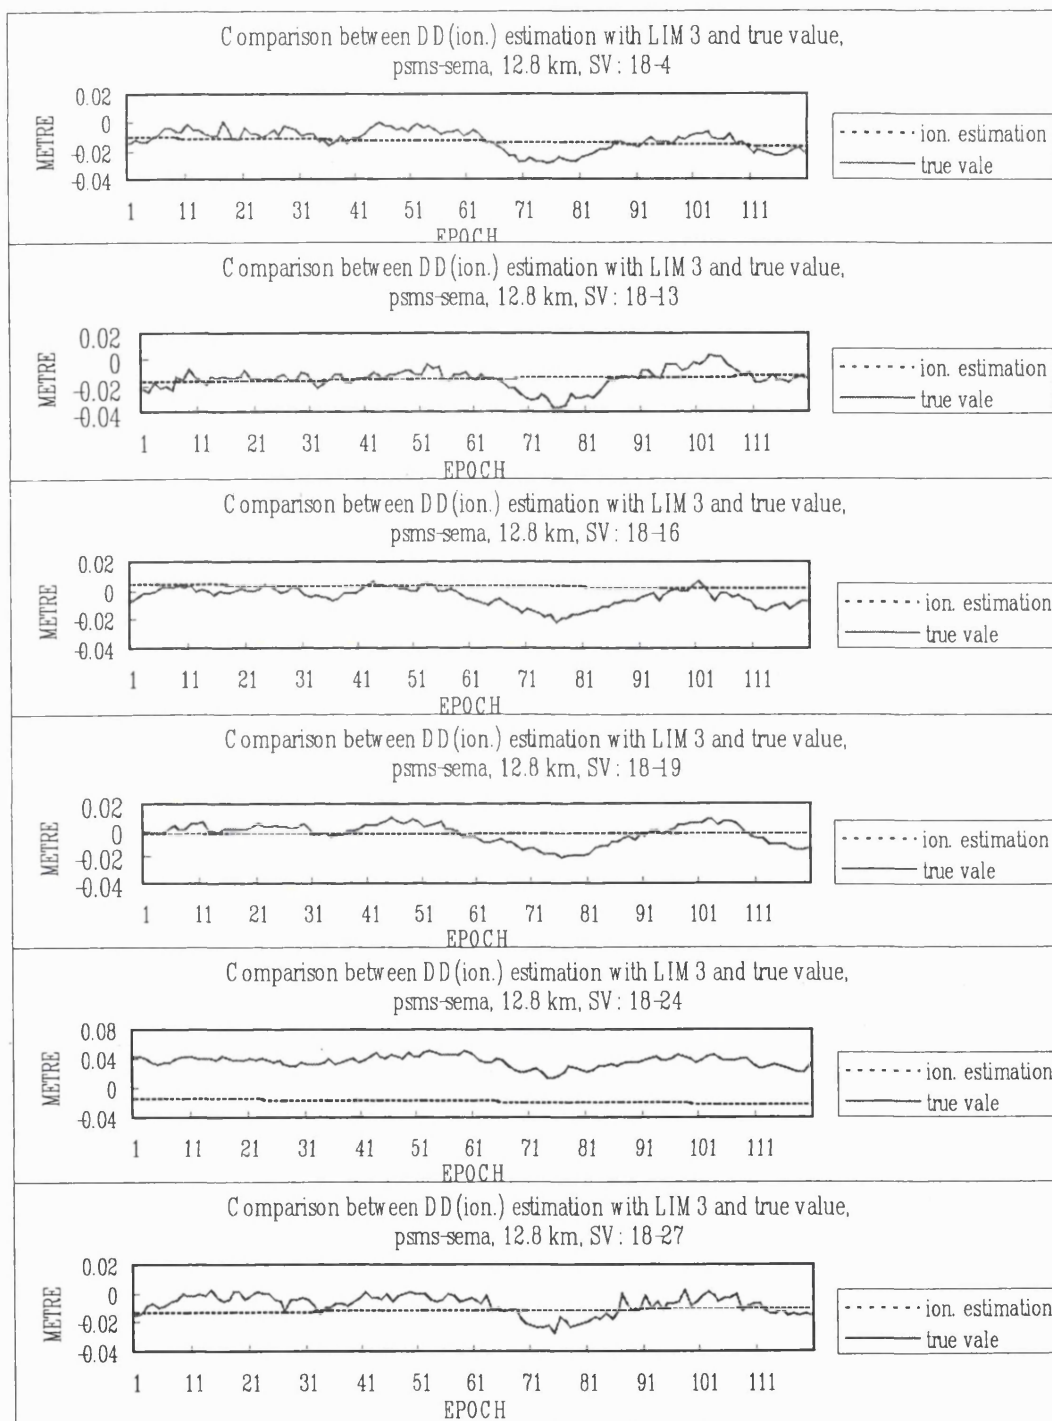 Comparison between DD(ion.) estimation with LIM 3 and true value,
psms-sema, 12.8 km, SV: 18-4
METRE
0.02
0
-0.02
-0.04
1 11 21 31 41 51 61 71 81 91 101 111
EPOCH
ion. estimation
true vale
Comparison between DD(ion.) estimation with LIM 3 and true value,
psms-sema, 12.8 km, SV: 18-13
METRE
0.02
0
-0.02
-0.04
1 11 21 31 41 51 61 71 81 91 101 111
EPOCH
ion. estimation
true vale
Comparison between DD(ion.) estimation with LIM 3 and true value,
psms-sema, 12.8 km, SV: 18-16
METRE
0.02
0
-0.02
-0.04
1 11 21 31 41 51 61 71 81 91 101 111
EPOCH
ion. estimation
true vale
Comparison between DD(ion.) estimation with LIM 3 and true value,
psms-sema, 12.8 km, SV: 18-19
METRE
0.02
0
-0.02
-0.04
1 11 21 31 41 51 61 71 81 91 101 111
EPOCH
ion. estimation
true vale
Comparison between DD(ion.) estimation with LIM 3 and true value,
psms-sema, 12.8 km, SV: 18-24
METRE
0.08
0.04
0
-0.04
1 11 21 31 41 51 61 71 81 91 101 111
EPOCH
ion. estimation
true vale
Comparison between DD(ion.) estimation with LIM 3 and true value,
psms-sema, 12.8 km, SV: 18-27
METRE
0.02
0
-0.02
-0.04
1 11 21 31 41 51 61 71 81 91 101 111
EPOCH
ion. estimation
true vale